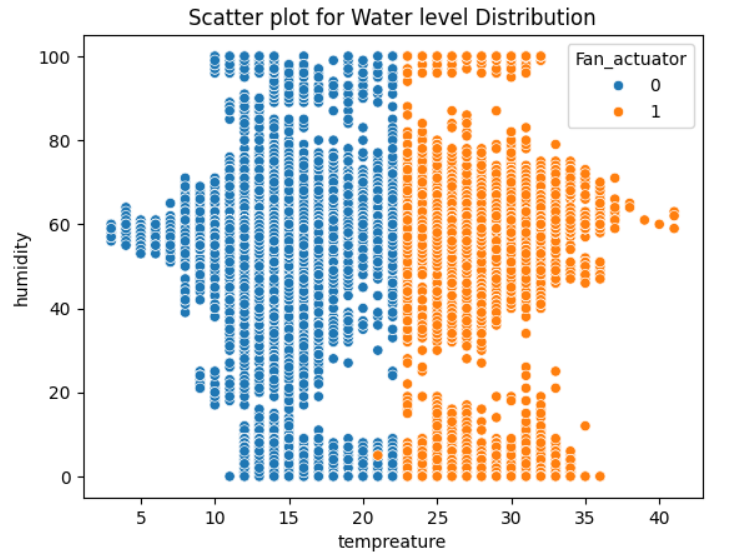 Scatter plot for Water level Distribution
Fan_actuator
0
1
100
80
60
40
20
0
humidity
5 10 15 20 25 30 35 40
tempreature